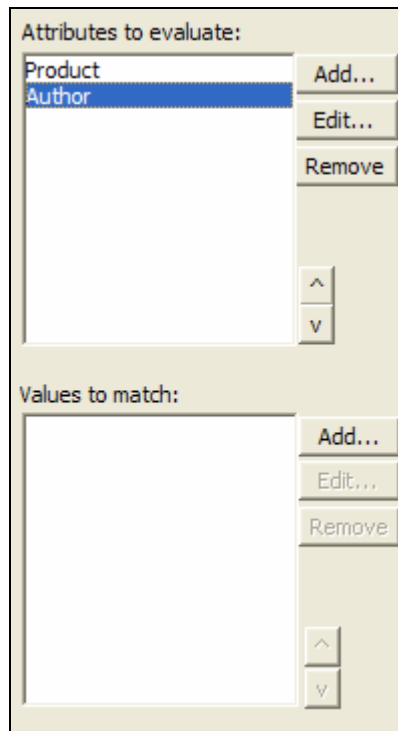 Attributes to evaluate:
Product
Add...
Author
Edit...
Remove
^
v
Values to match:
Add...
Edit...
Remove
^
v